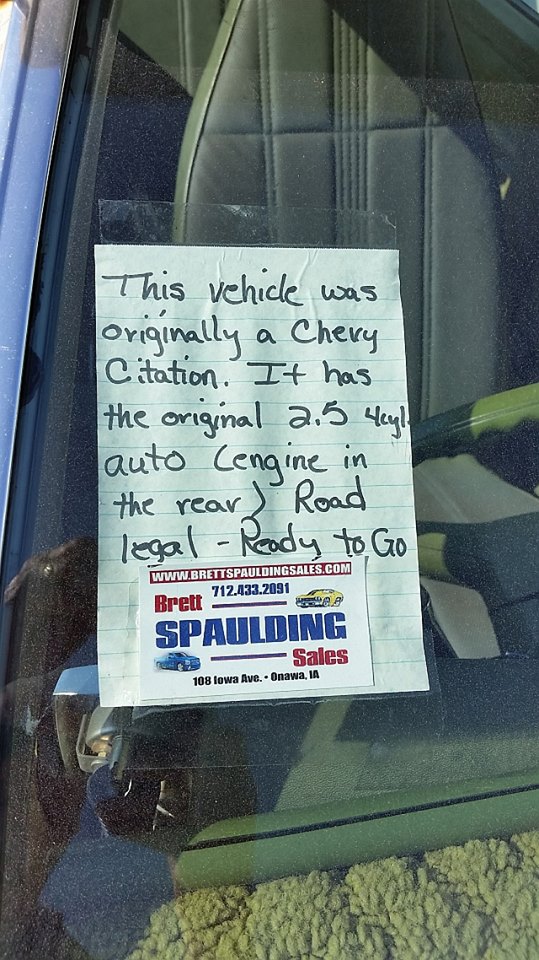 This vehicle was
originally a Chevy
Citation. It has
the original 2.5 4cyl.
auto (engine in
the rear) Road
legal - Ready to Go
WWW.BRETTSPAULDINGSALES.COM
712.433.2091
Brett
SPAULDING
Sales
108 Iowa Ave. • Onawa, IA